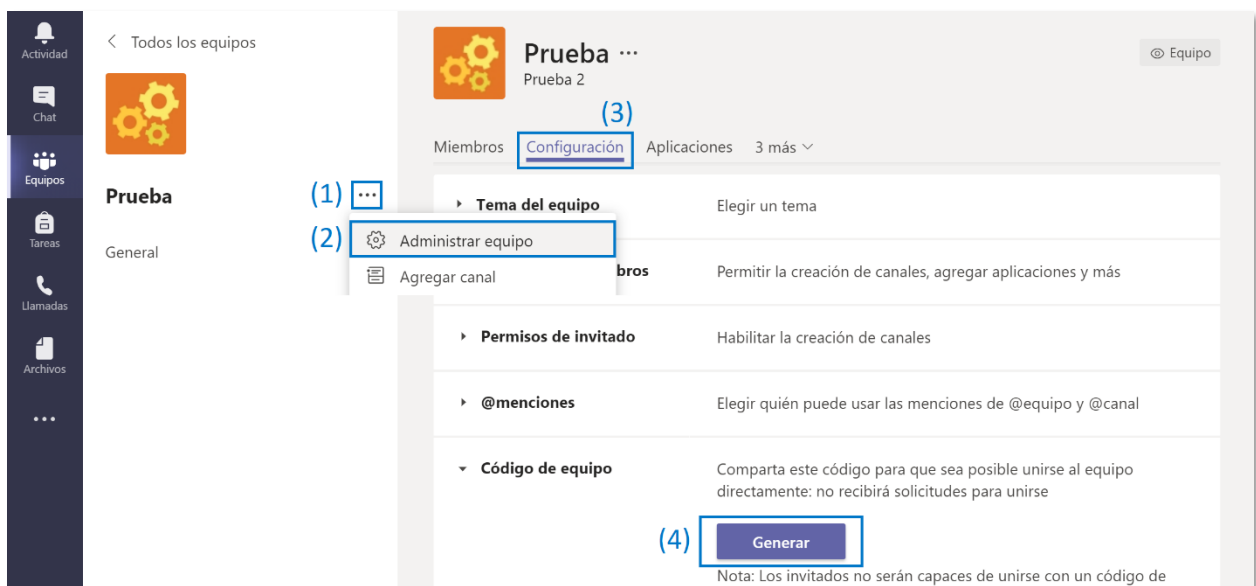 Actividad
Chat
Equipos
Tareas
Llamadas
Archivos
Todos los equipos
Prueba
General
(1)
(2)
Administrar equipo
Agregar canal
Prueba
Prueba 2
Equipo
(3)
Miembros Configuración Aplicaciones 3 más
Tema del equipo Elegir un tema
bros Permitir la creación de canales, agregar aplicaciones y más
Permisos de invitado Habilitar la creación de canales
@menciones Elegir quién puede usar las menciones de @equipo y @canal
Código de equipo Comparta este código para que sea posible unirse al equipo
directamente: no recibirá solicitudes para unirse
(4) Generar
Nota: Los invitados no serán capaces de unirse con un código de